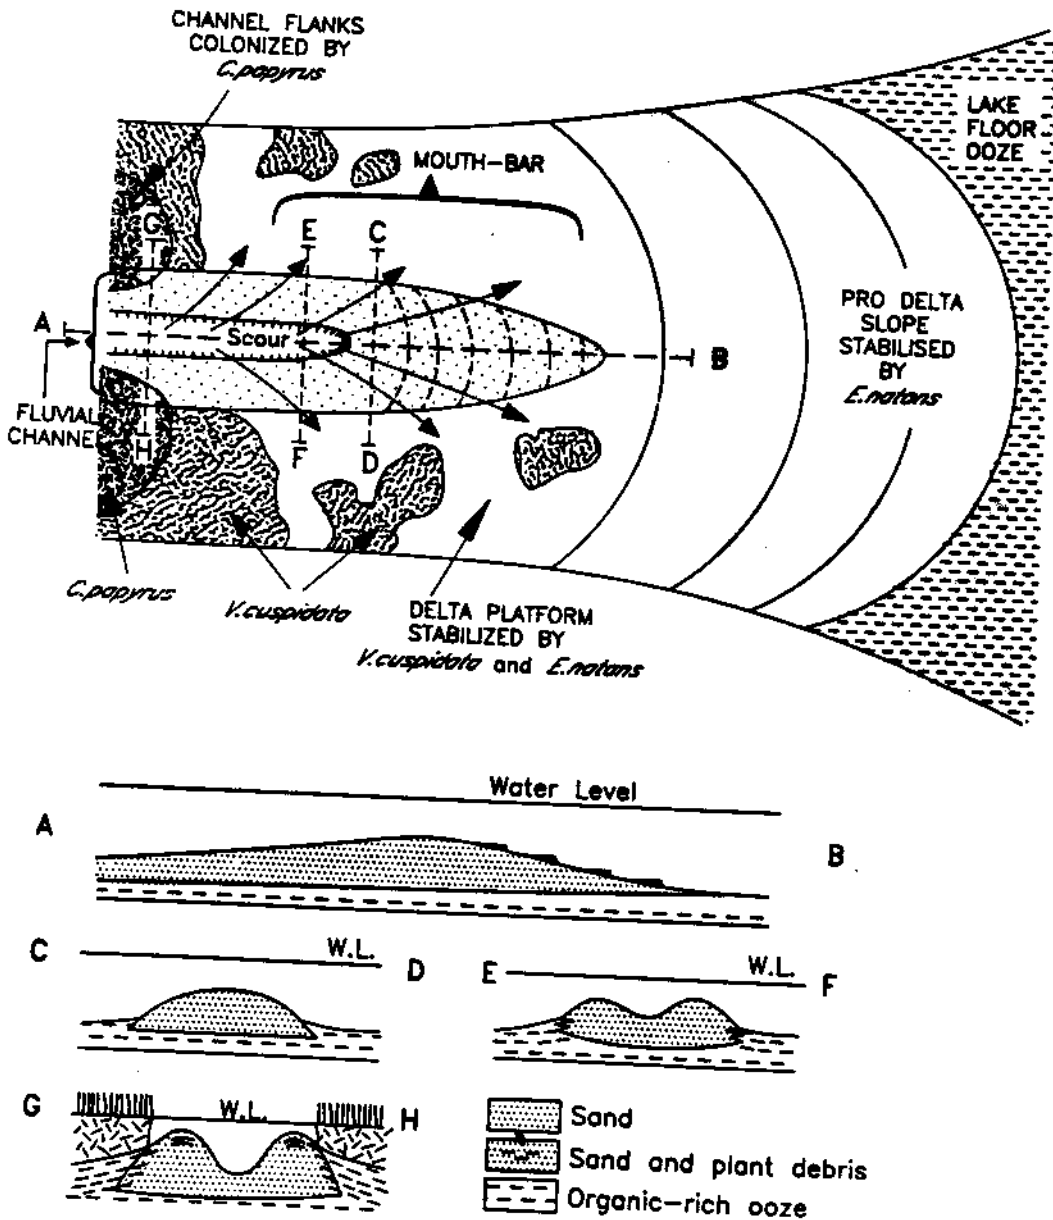 CHANNEL FLANKS
COLONIZED BY
C.papyrus
LAKE
FLOOR
OOZE
MOUTH-BAR
G
E
C
A
Scour
B
PRO DELTA
SLOPE
STABILISED
BY
E.natans
FLUVIAL
CHANNEL
H
F
D
C.papyrus
V.cuspidata
DELTA PLATFORM
STABILIZED BY
V.cuspidata and E.natans
Water Level
A
B
C
W.L.
D
E
W.L.
F
G
W.L.
H
Sand
Sand and plant debris
Organic-rich ooze